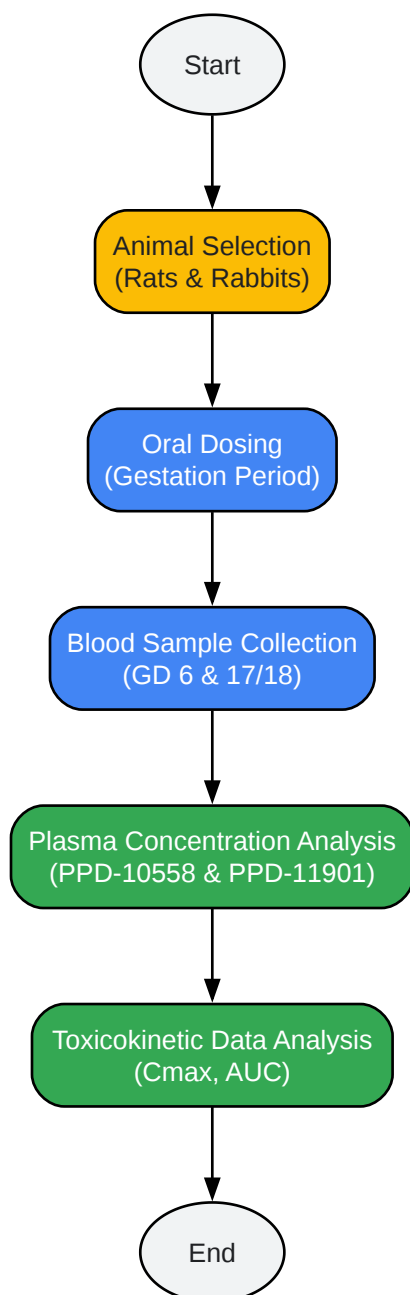 Start
Animal Selection
(Rats & Rabbits)
Oral Dosing
(Gestation Period)
Blood Sample Collection
(GD 6 & 17/18)
Plasma Concentration Analysis
(PPD-10558 & PPD-11901)
Toxicokinetic Data Analysis
(Cmax, AUC)
End